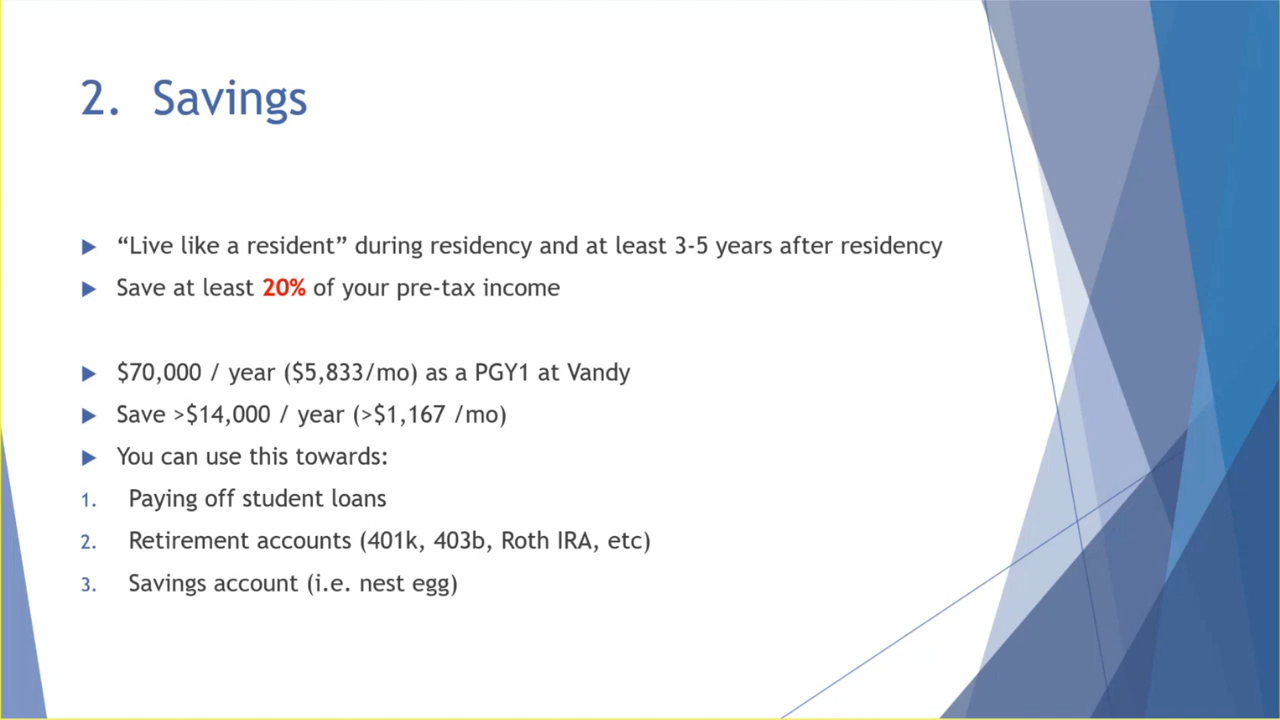 2. Savings
▶ “Live like a resident” during residency and at least 3-5 years after residency
▶ Save at least 20% of your pre-tax income
▶ $70,000 / year ($5,833/mo) as a PGY1 at Vandy
▶ Save >$14,000 / year (>$1,167 /mo)
▶ You can use this towards:
1. Paying off student loans
2. Retirement accounts (401k, 403b, Roth IRA, etc)
3. Savings account (i.e. nest egg)